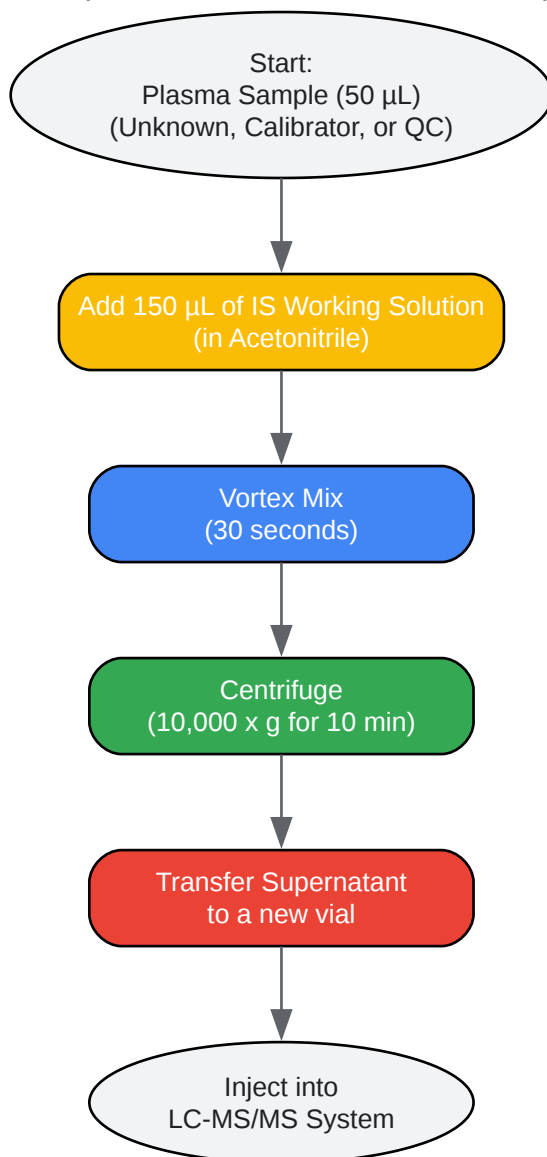 Start:
Plasma Sample (50 µL)
(Unknown, Calibrator, or QC)
Add 150 µL of IS Working Solution
(in Acetonitrile)
Vortex Mix
(30 seconds)
Centrifuge
(10,000 x g for 10 min)
Transfer Supernatant
to a new vial
Inject into
LC-MS/MS System